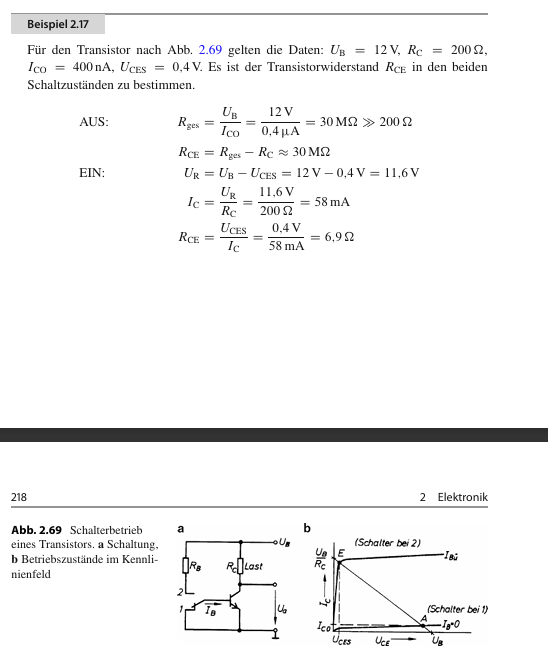 Beispiel 2.17
Für den Transistor nach Abb. 2.69 gelten die Daten: U_B = 12 V, R_C = 200 Ω,
I_CO = 400 nA, U_CES = 0,4 V. Es ist der Transistorwiderstand R_CE in den beiden
Schaltzuständen zu bestimmen.
AUS: R_ges = U_B / I_CO = 12 V / 0,4 µA = 30 MΩ ≫ 200 Ω
R_CE = R_ges − R_C ≈ 30 MΩ
EIN: U_R = U_B − U_CES = 12 V − 0,4 V = 11,6 V
I_C = U_R / R_C = 11,6 V / 200 Ω = 58 mA
R_CE = U_CES / I_C = 0,4 V / 58 mA = 6,9 Ω
218 2 Elektronik
Abb. 2.69 Schalterbetrieb
eines Transistors. a Schaltung,
b Betriebszustände im Kennli-
nienfeld
a
U_B
R_B
R_C Last
2
1
I_B
U_a
b
(Schalter bei 2)
U_B / R_C
E
I_Bü
I_C
(Schalter bei 1)
A
I_B=0
I_CO
U_CES
U_CE
U_B